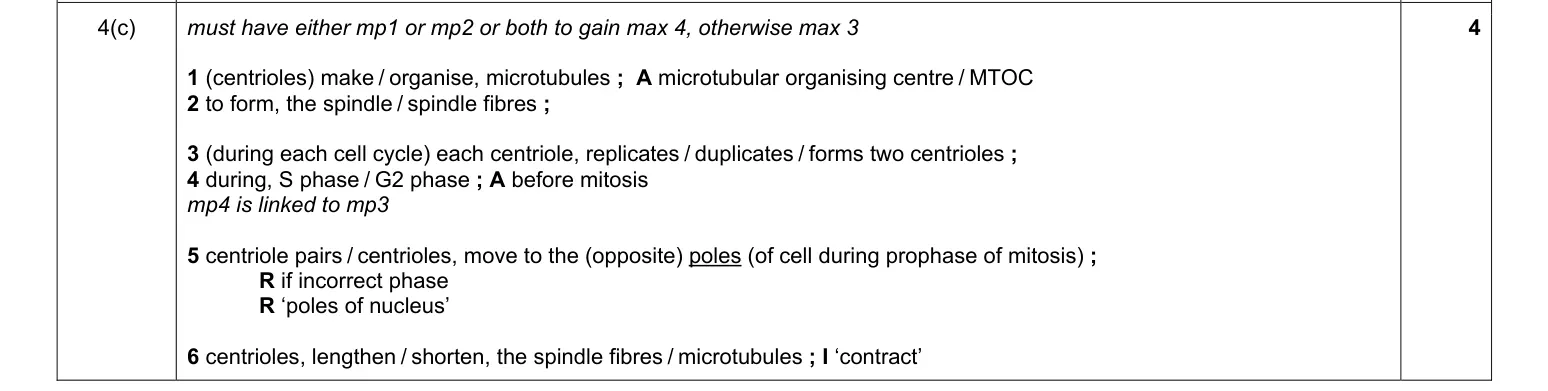 4(c) must have either mp1 or mp2 or both to gain max 4, otherwise max 3 4
1 (centrioles) make / organise, microtubules ; A microtubular organising centre / MTOC
2 to form, the spindle / spindle fibres ;
3 (during each cell cycle) each centriole, replicates / duplicates / forms two centrioles ;
4 during, S phase / G2 phase ; A before mitosis
mp4 is linked to mp3
5 centriole pairs / centrioles, move to the (opposite) poles (of cell during prophase of mitosis) ;
R if incorrect phase
R ‘poles of nucleus’
6 centrioles, lengthen / shorten, the spindle fibres / microtubules ; I ‘contract’